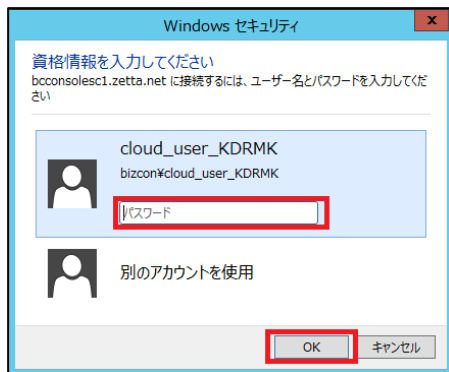 Windows セキュリティ
x
資格情報を入力してください
bcconsolesc1.zetta.net に接続するには、ユーザー名とパスワードを入力してくだ
さい
cloud_user_KDRMK
bizcon¥cloud_user_KDRMK
パスワード
別のアカウントを使用
OK キャンセル